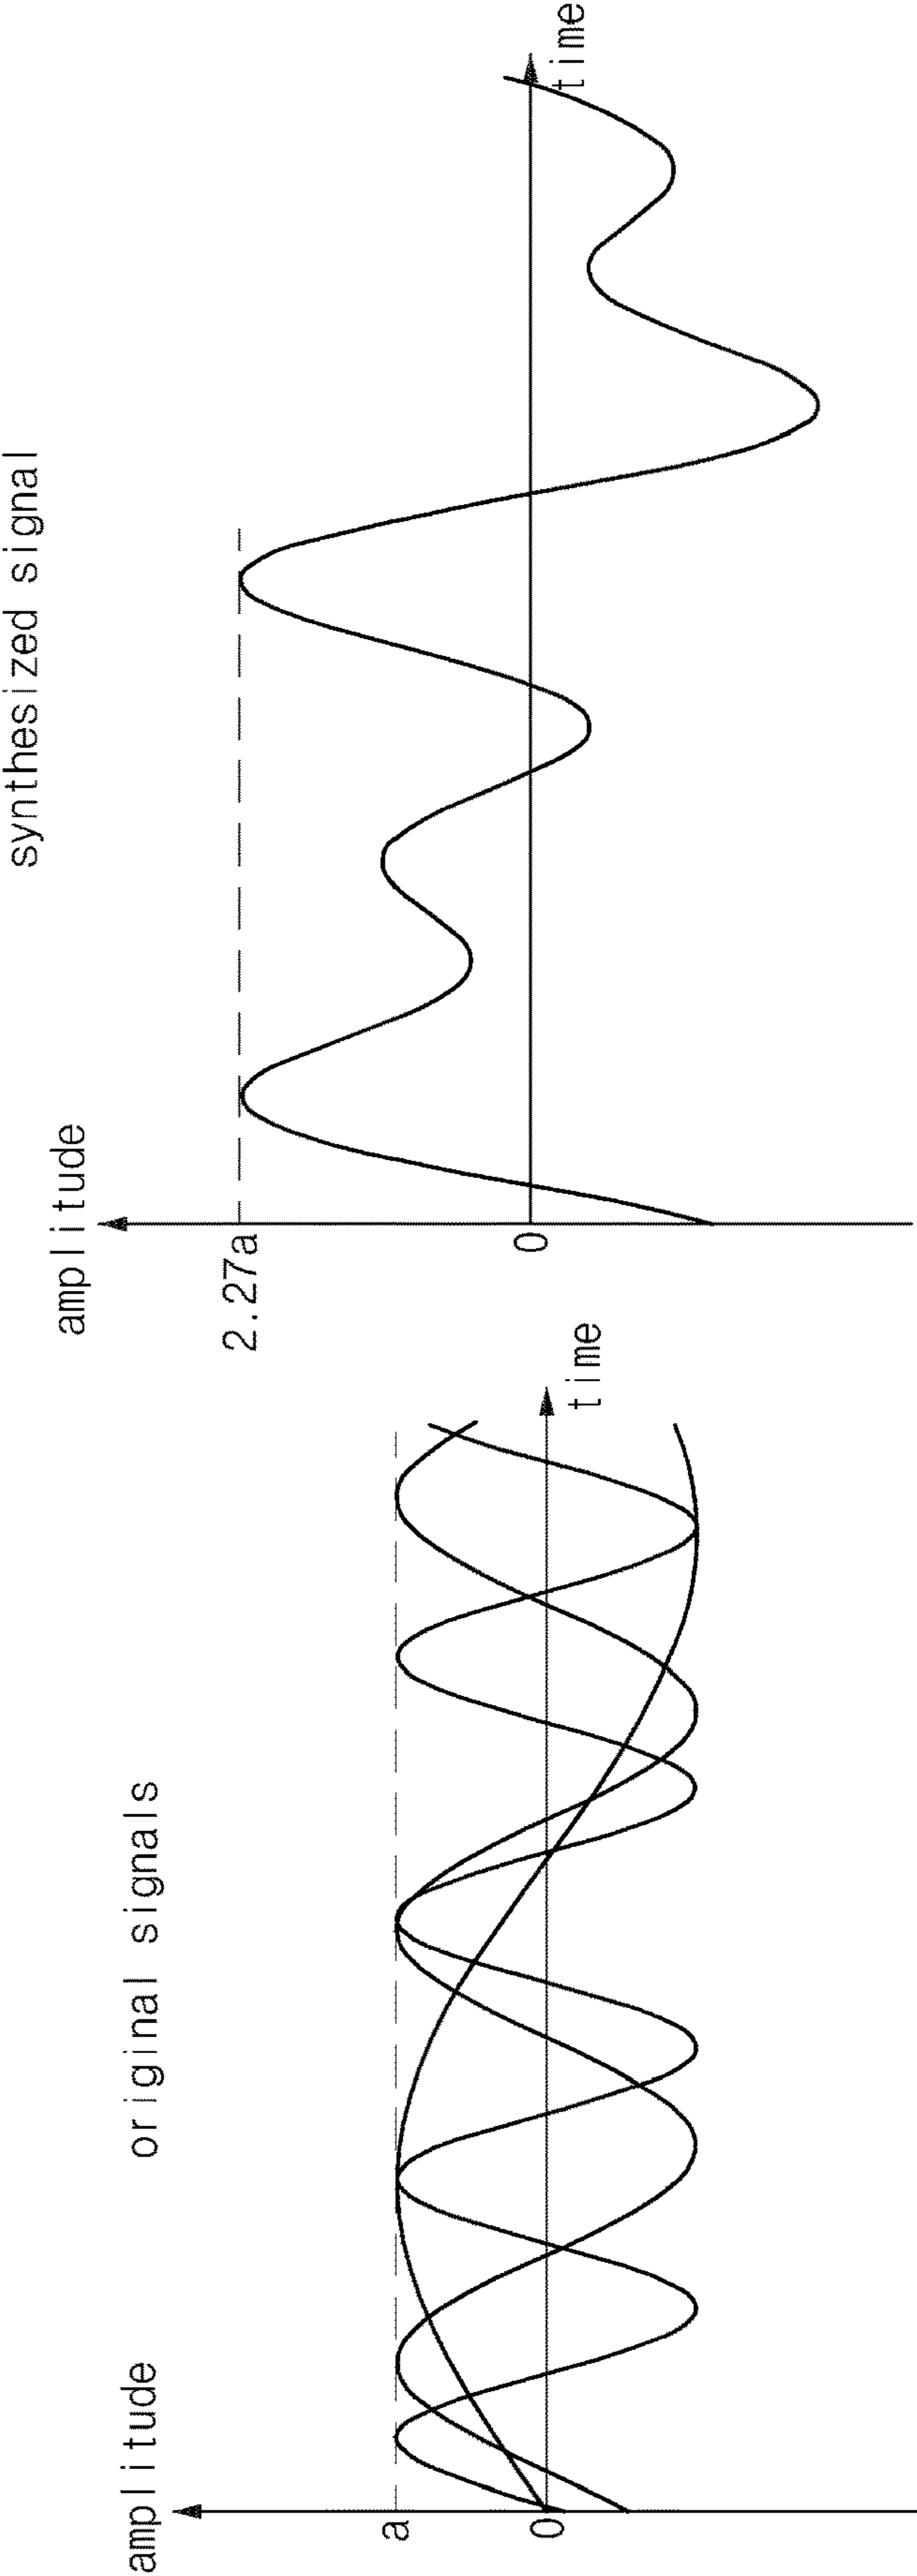 original signals
amplitude
a
0
time
synthesized signal
amplitude
2.27a
0
time